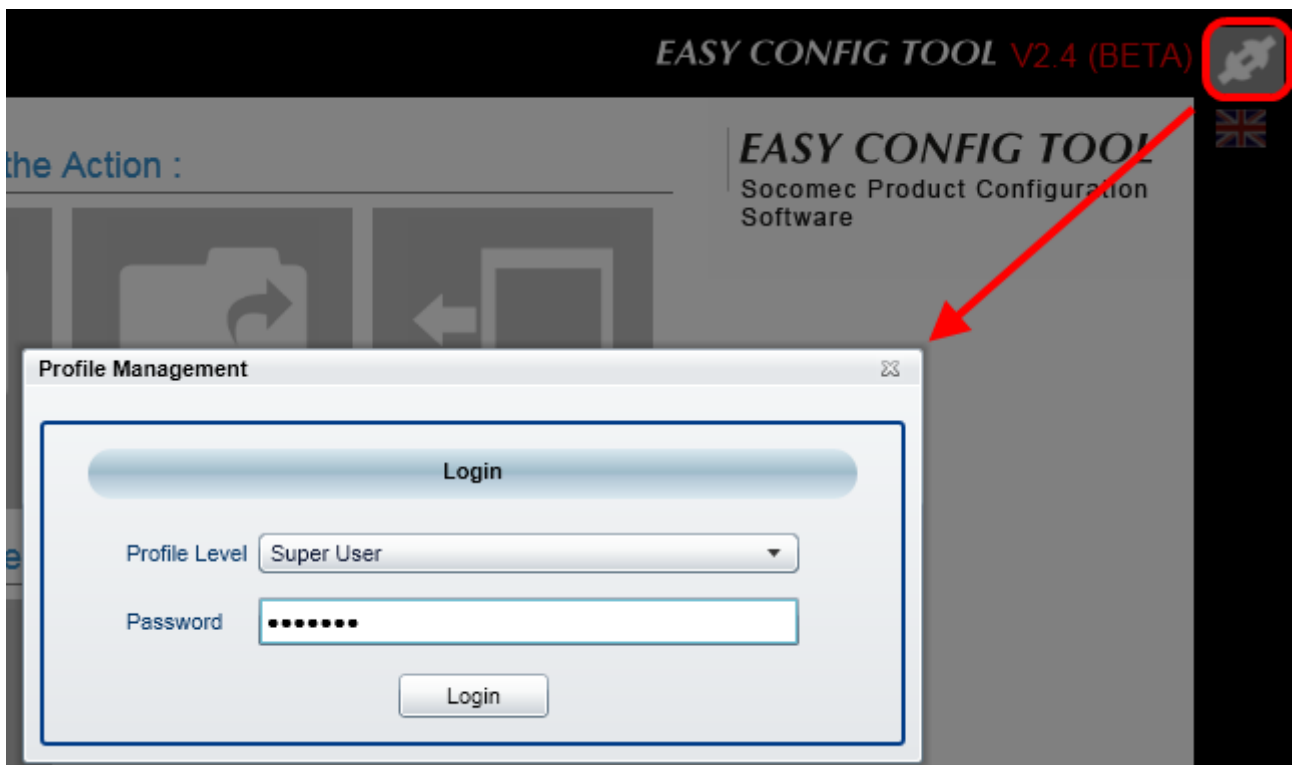 EASY CONFIG TOOL V2.4 (BETA)
the Action :
EASY CONFIG TOOL
Socomec Product Configuration
Software
Profile Management
Login
Profile Level Super User
Password •••••••
Login